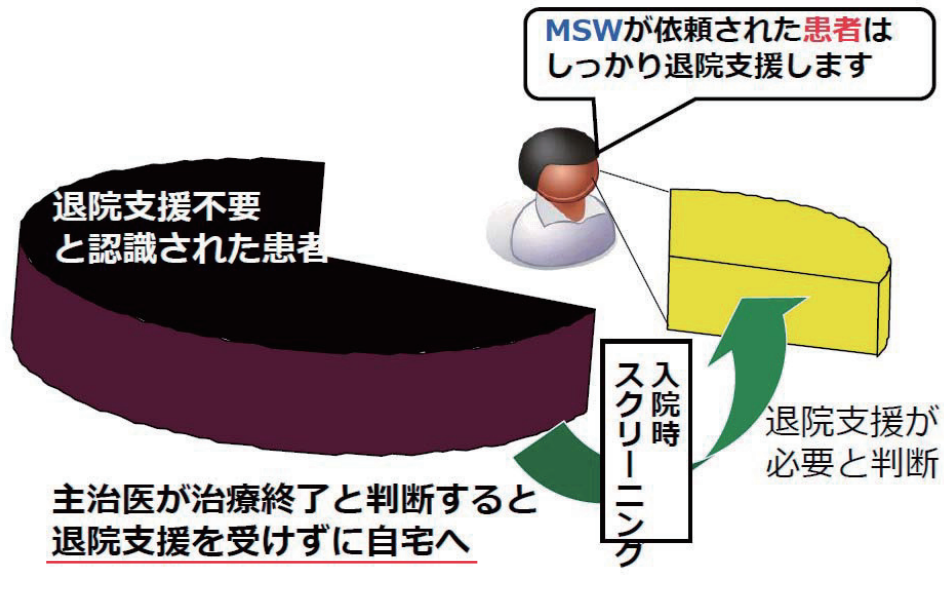 MSWが依頼された患者は
しっかり退院支援します
退院支援不要
と認識された患者
入院時
スクリーニング
退院支援が
必要と判断
主治医が治療終了と判断すると
退院支援を受けずに自宅へ